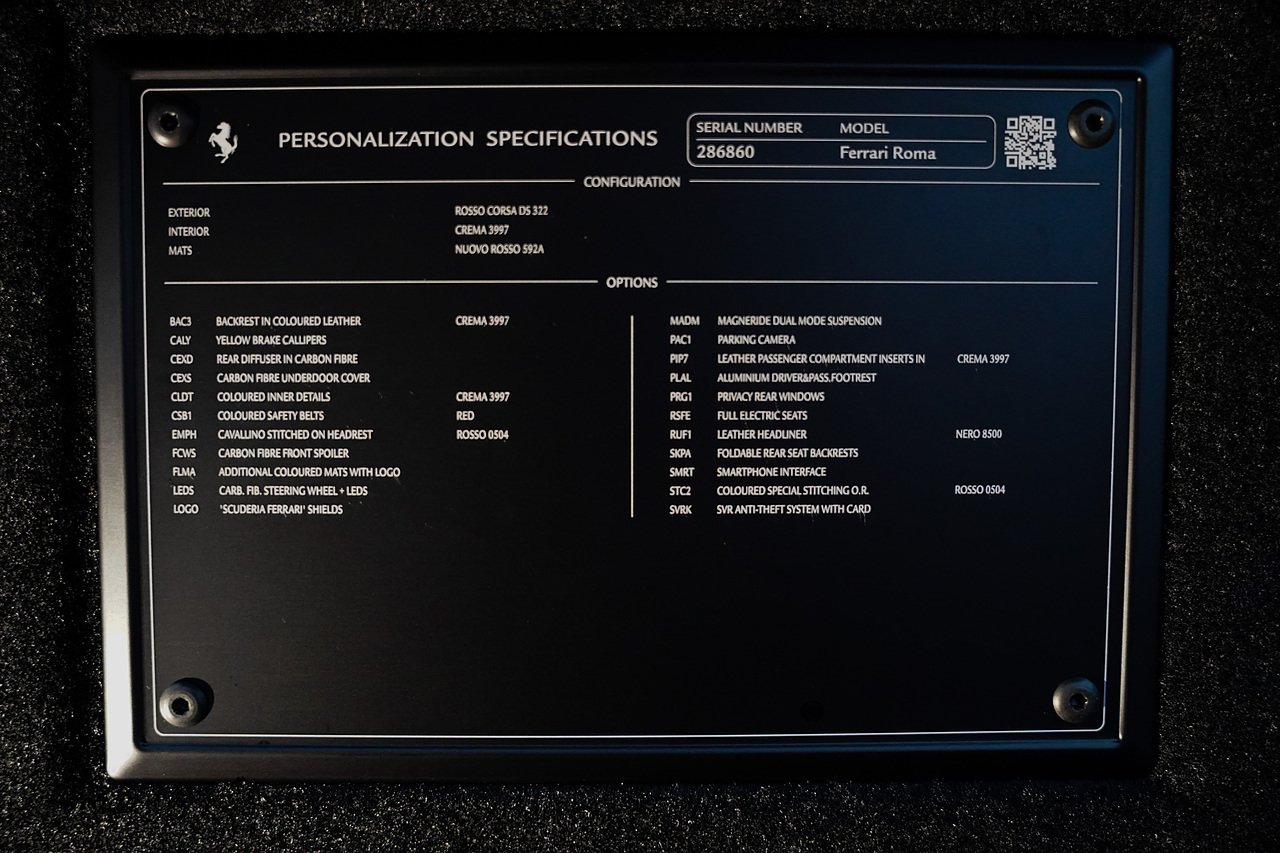 PERSONALIZATION SPECIFICATIONS
SERIAL NUMBER MODEL
286860 Ferrari Roma
CONFIGURATION
EXTERIOR ROSSO CORSA DS 322
INTERIOR CREMA 3997
MATS NUOVO ROSSO 592A
OPTIONS
BAC3 BACKREST IN COLOURED LEATHER CREMA 3997
CALY YELLOW BRAKE CALLIPERS
CEXD REAR DIFFUSER IN CARBON FIBRE
CEXS CARBON FIBRE UNDERDOOR COVER
CLDT COLOURED INNER DETAILS CREMA 3997
CSB1 COLOURED SAFETY BELTS RED
EMPH CAVALLINO STITCHED ON HEADREST ROSSO 0504
FCWS CARBON FIBRE FRONT SPOILER
FLMA ADDITIONAL COLOURED MATS WITH LOGO
LEDS CARB. FIB. STEERING WHEEL + LEDS
LOGO 'SCUDERIA FERRARI' SHIELDS
MADM MAGNERIDE DUAL MODE SUSPENSION
PAC1 PARKING CAMERA
PIP7 LEATHER PASSENGER COMPARTMENT INSERTS IN CREMA 3997
PLAL ALUMINIUM DRIVER&PASS.FOOTREST
PRG1 PRIVACY REAR WINDOWS
RSFE FULL ELECTRIC SEATS
RUF1 LEATHER HEADLINER NERO 8500
SKPA FOLDABLE REAR SEAT BACKRESTS
SMRT SMARTPHONE INTERFACE
STC2 COLOURED SPECIAL STITCHING O.R. ROSSO 0504
SVRK SVR ANTI-THEFT SYSTEM WITH CARD